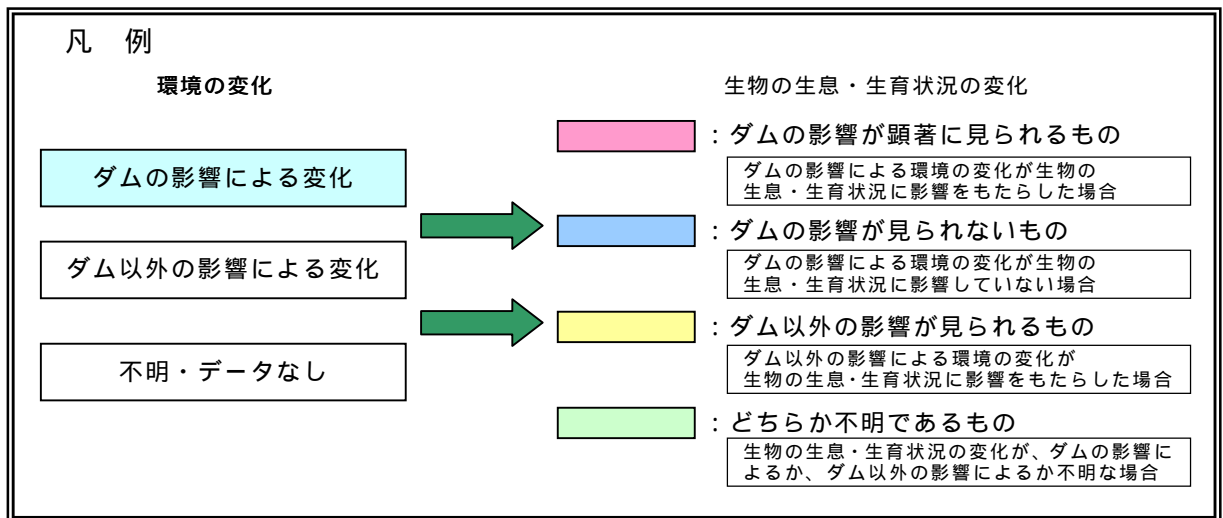 凡 例
環境の変化
ダムの影響による変化
ダム以外の影響による変化
不明・データなし
生物の生息・生育状況の変化
：ダムの影響が顕著に見られるもの
ダムの影響による環境の変化が生物の
生息・生育状況に影響をもたらした場合
：ダムの影響が見られないもの
ダムの影響による環境の変化が生物の
生息・生育状況に影響していない場合
：ダム以外の影響が見られるもの
ダム以外の影響による環境の変化が
生物の生息・生育状況に影響をもたらした場合
：どちらか不明であるもの
生物の生息・生育状況の変化が、ダムの影響に
よるか、ダム以外の影響によるか不明な場合